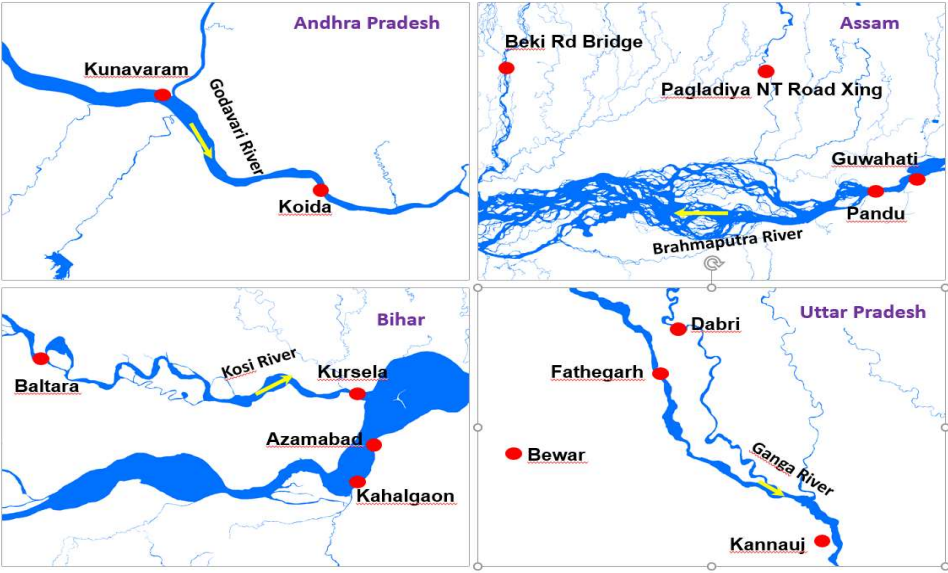 Andhra Pradesh
Kunavaram
Godavari River
Koida
Assam
Beki Rd Bridge
Pagladiya NT Road Xing
Guwahati
Pandu
Brahmaputra River
Bihar
Kosi River
Baltara
Kursela
Azamabad
Kahalgaon
Uttar Pradesh
Dabri
Fathegarh
Bewar
Ganga River
Kannauj